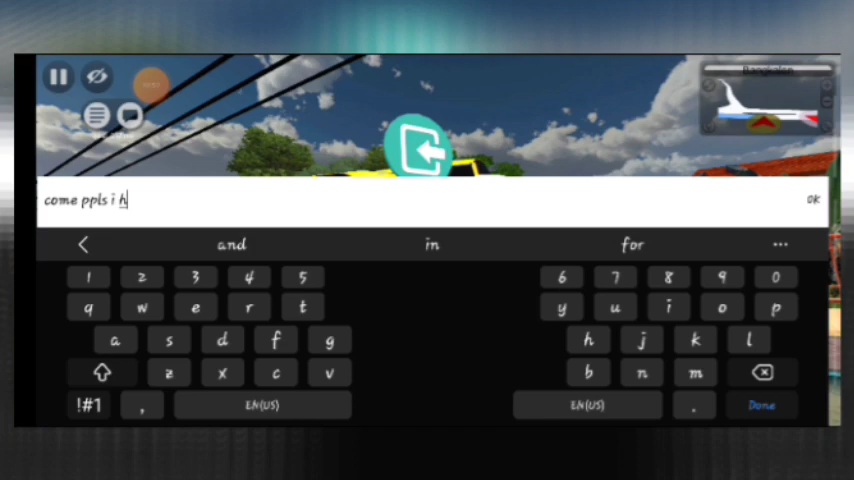 Bangkalan
come ppls i h
OK
and in for
1 2 3 4 5 6 7 8 9 0
q w e r t y u i o p
a s d f g h j k l
z x c v b n m
!#1 , EN(US) EN(US) . Done